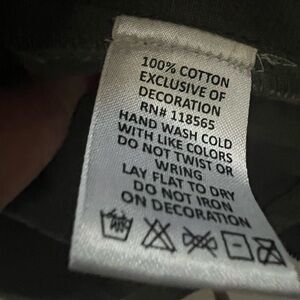 100% COTTON
EXCLUSIVE OF
DECORATION
RN# 118565
HAND WASH COLD
WITH LIKE COLORS
DO NOT TWIST OR
WRING
LAY FLAT TO DRY
DO NOT IRON
ON DECORATION